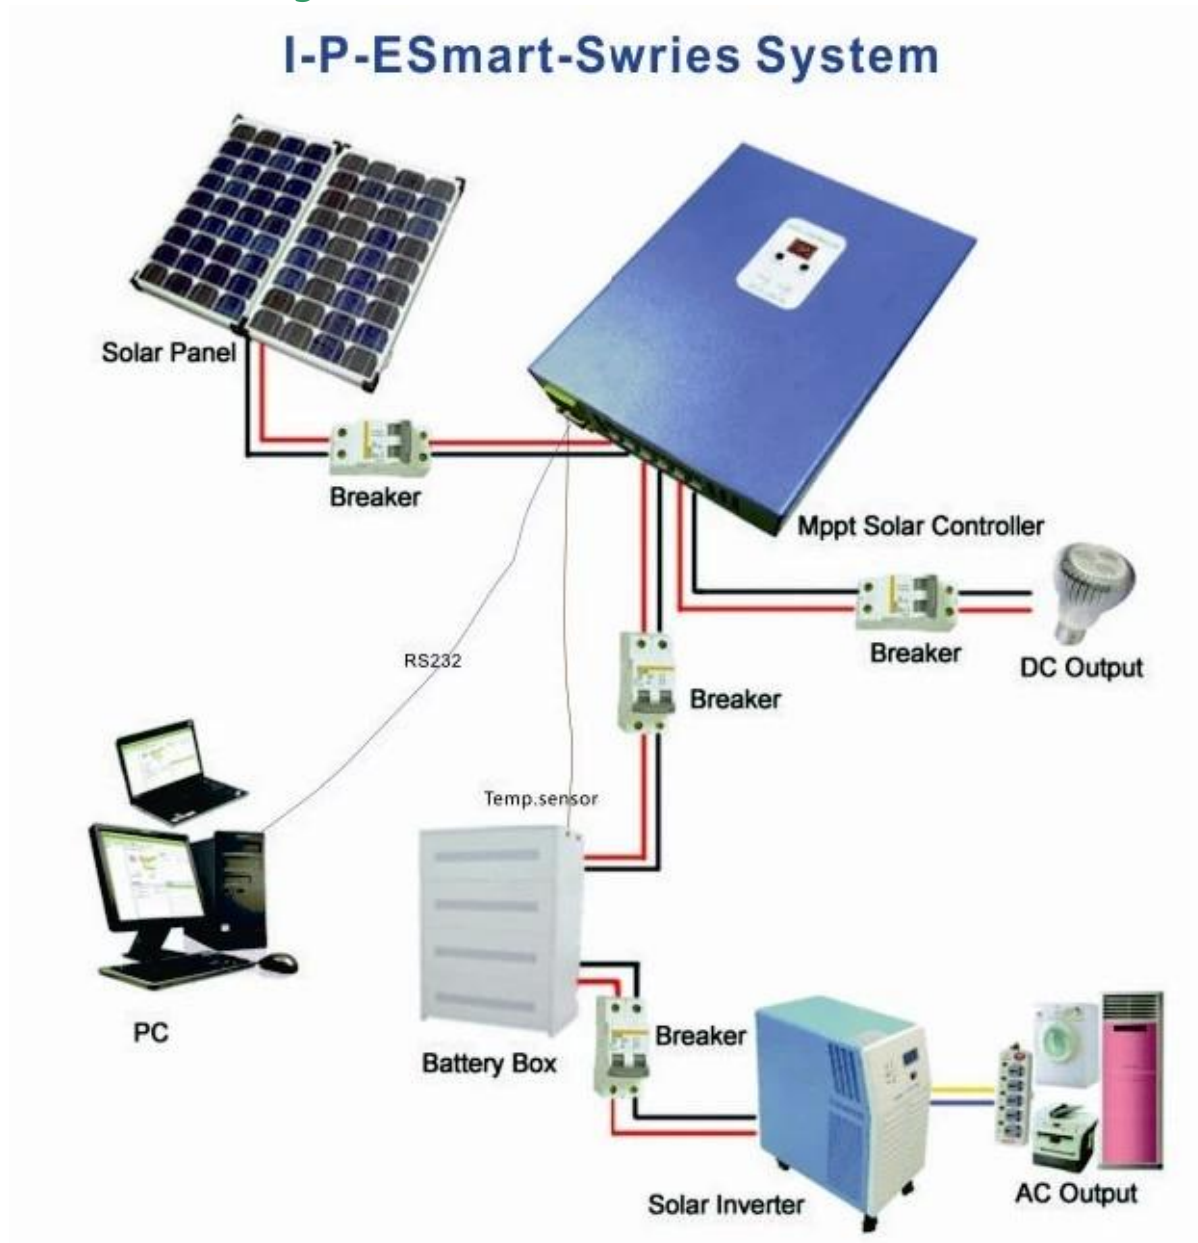 I-P-ESmart-Swries System
Solar Panel
Breaker
Mppt Solar Controller
Breaker
DC Output
RS232
Breaker
Temp.sensor
PC
Battery Box
Breaker
Solar Inverter
AC Output